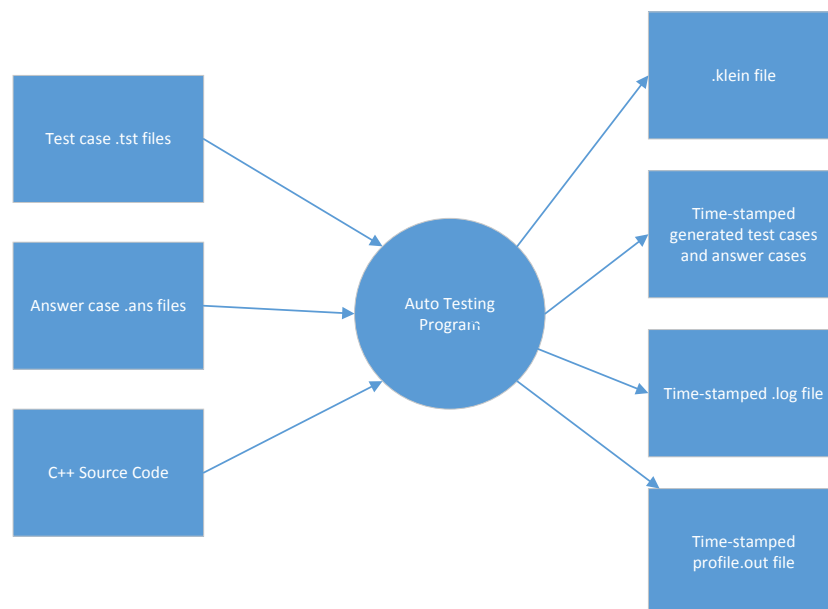 Test case .tst files
Answer case .ans files
C++ Source Code
Auto Testing
Program
.klein file
Time-stamped
generated test cases
and answer cases
Time-stamped .log file
Time-stamped
profile.out file